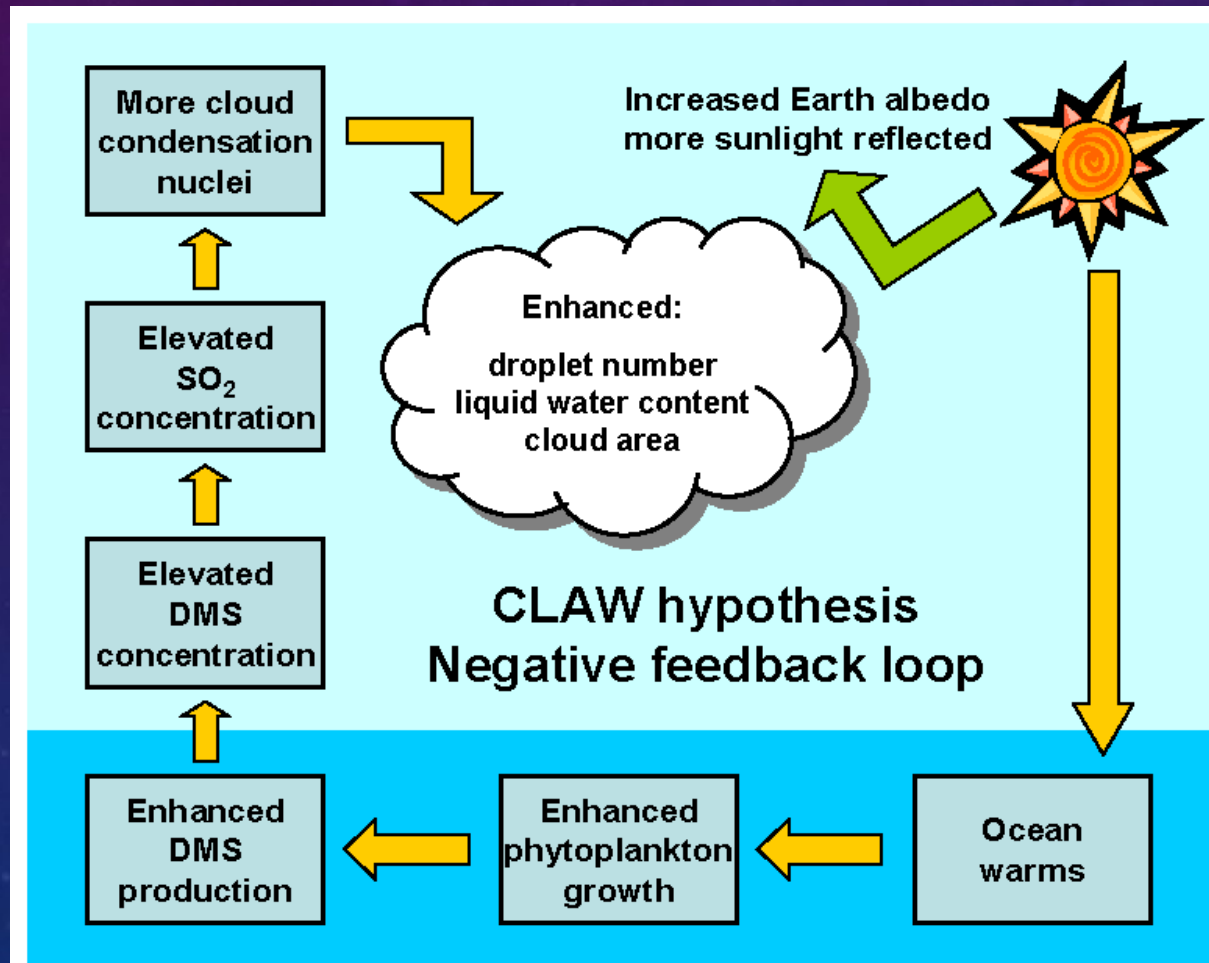 More cloud
condensation
nuclei
Increased Earth albedo
more sunlight reflected
Enhanced:
droplet number
liquid water content
cloud area
Elevated
SO₂
concentration
Elevated
DMS
concentration
CLAW hypothesis
Negative feedback loop
Enhanced
DMS
production
Enhanced
phytoplankton
growth
Ocean
warms